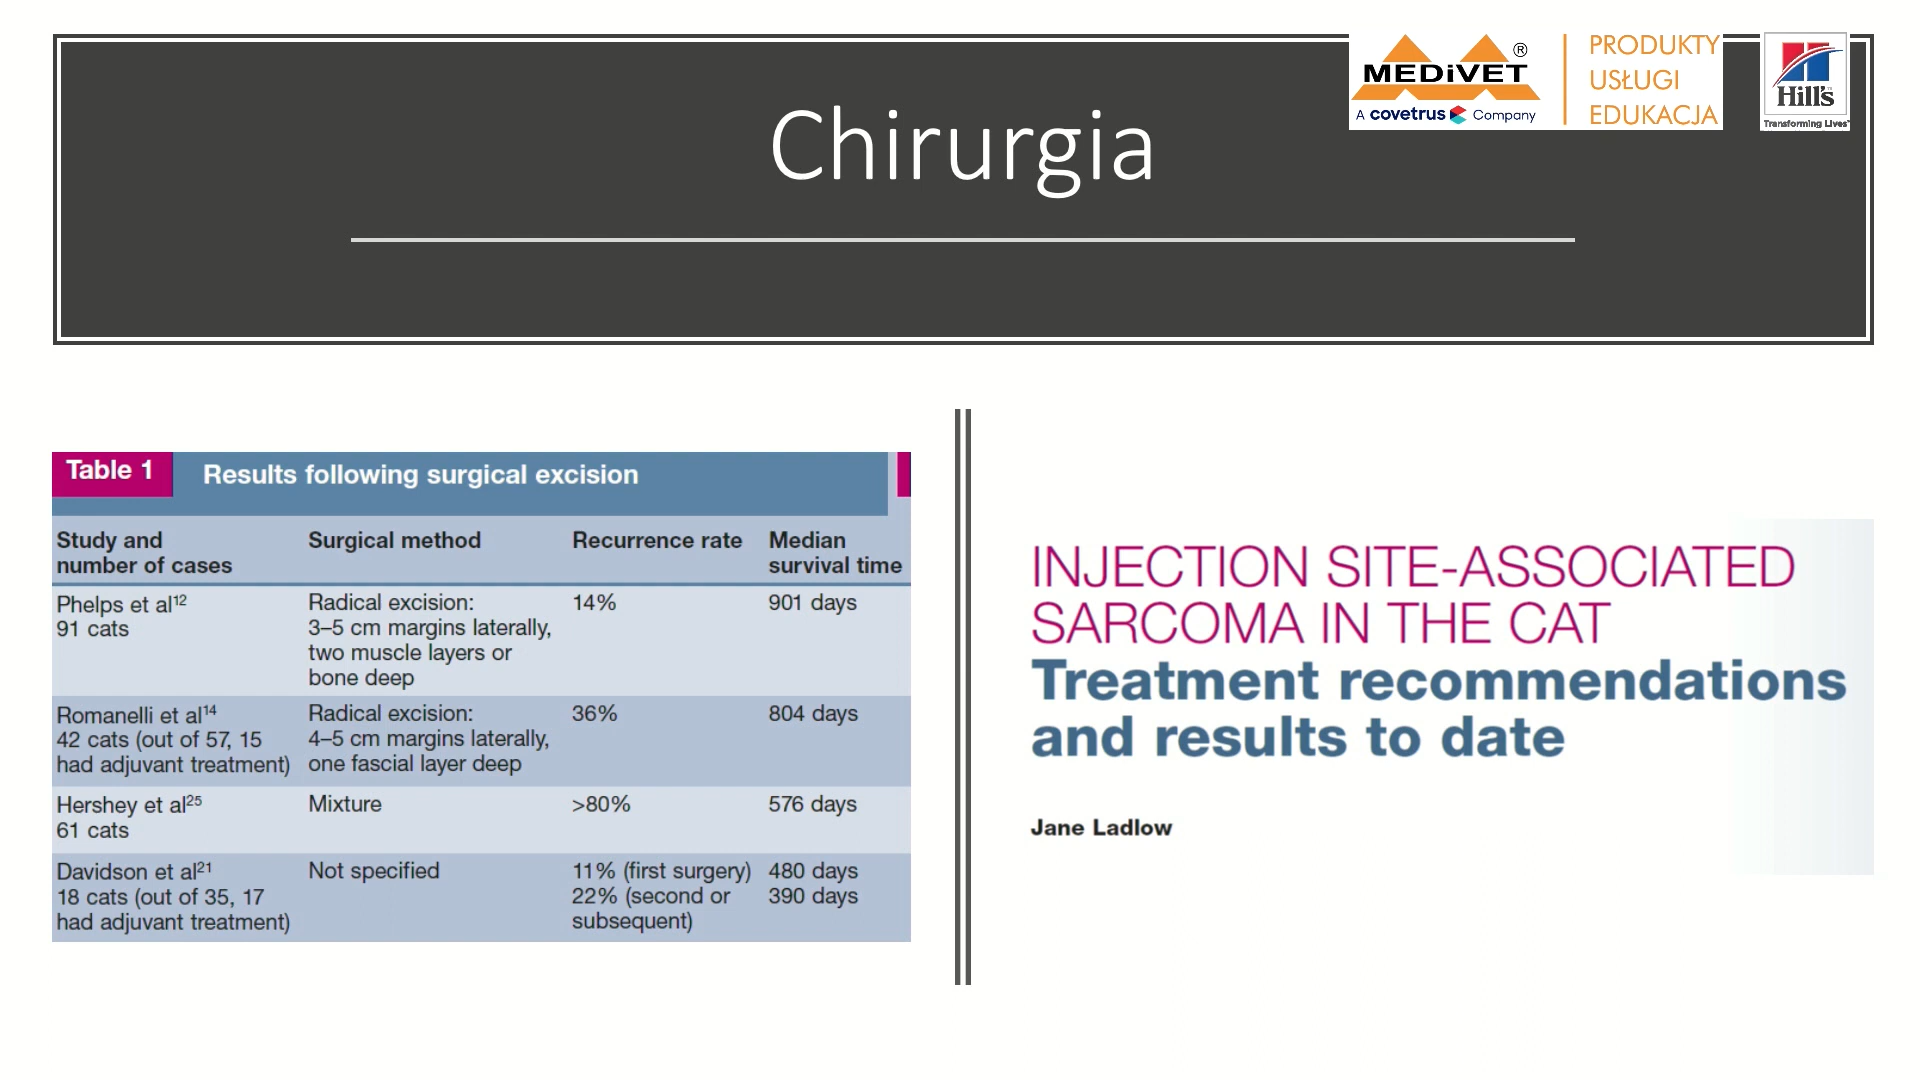 Chirurgia
MEDiVET®
A covetrus Company
PRODUKTY
USŁUGI
EDUKACJA
Hill's
Transforming Lives™
Table 1 Results following surgical excision
Study and number of cases Surgical method Recurrence rate Median survival time
Phelps et al12 Radical excision: 14% 901 days
91 cats 3–5 cm margins laterally,
two muscle layers or
bone deep
Romanelli et al14 Radical excision: 36% 804 days
42 cats (out of 57, 15 4–5 cm margins laterally,
had adjuvant treatment) one fascial layer deep
Hershey et al25 Mixture >80% 576 days
61 cats
Davidson et al21 Not specified 11% (first surgery) 480 days
18 cats (out of 35, 17 22% (second or 390 days
had adjuvant treatment) subsequent)
INJECTION SITE-ASSOCIATED
SARCOMA IN THE CAT
Treatment recommendations
and results to date
Jane Ladlow